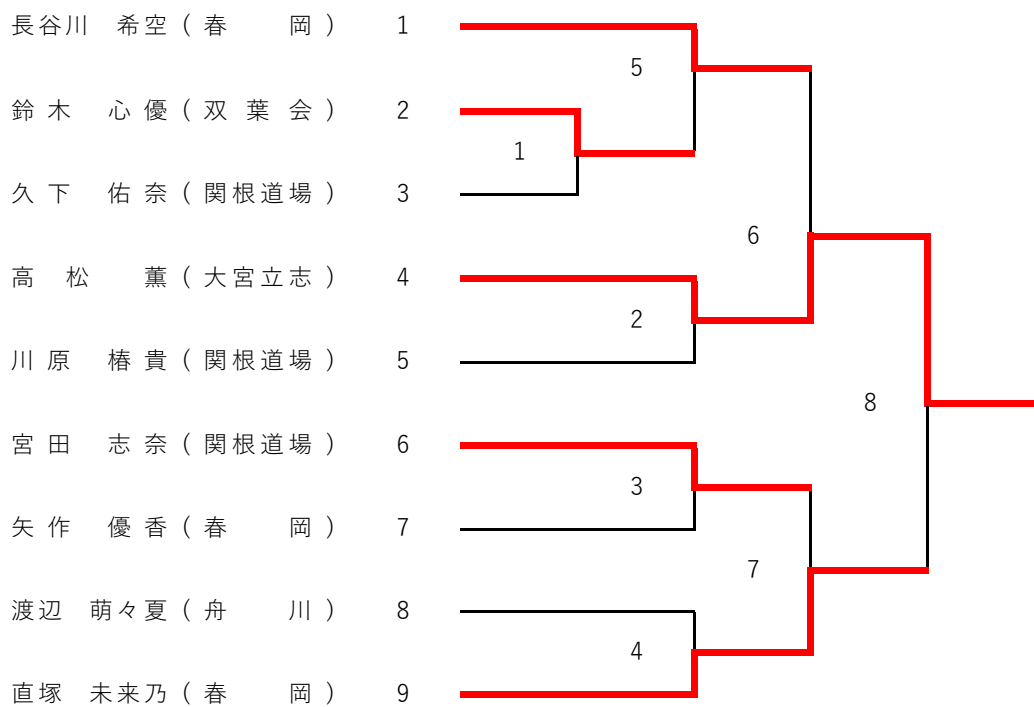 長谷川 希空（春 岡） 1
5
鈴木 心優（双葉会） 2
1
久下 佑奈（関根道場） 3
6
高松 薫（大宮立志） 4
2
川原 椿貴（関根道場） 5
8
宮田 志奈（関根道場） 6
3
矢作 優香（春 岡） 7
7
渡辺 萌々夏（舟 川） 8
4
直塚 未来乃（春 岡） 9